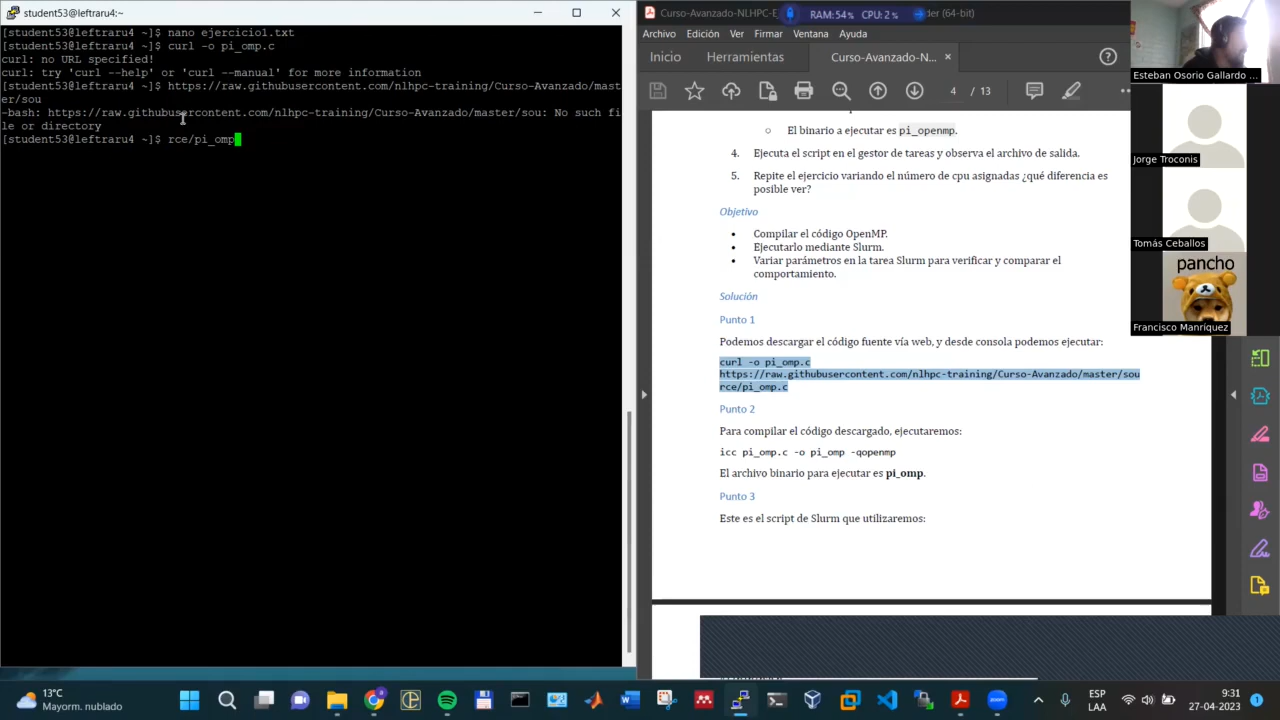 student53@leftraru4:~
[student53@leftraru4 ~]$ nano ejercicio1.txt
[student53@leftraru4 ~]$ curl -o pi_omp.c
curl: no URL specified!
curl: try 'curl --help' or 'curl --manual' for more information
[student53@leftraru4 ~]$ https://raw.githubusercontent.com/nlhpc-training/Curso-Avanzado/mast
er/sou
-bash: https://raw.githubusercontent.com/nlhpc-training/Curso-Avanzado/master/sou: No such fi
le or directory
[student53@leftraru4 ~]$ rce/pi_omp
Curso-Avanzado-NLHPC-E
RAM: 54% CPU: 2%
der (64-bit)
Archivo Edición Ver Firmar Ventana Ayuda
Inicio Herramientas Curso-Avanzado-N... ×
4 / 13
○ El binario a ejecutar es pi_openmp.
4. Ejecuta el script en el gestor de tareas y observa el archivo de salida.
5. Repite el ejercicio variando el número de cpu asignadas ¿qué diferencia es
posible ver?
Objetivo
• Compilar el código OpenMP.
• Ejecutarlo mediante Slurm.
• Variar parámetros en la tarea Slurm para verificar y comparar el
comportamiento.
Solución
Punto 1
Podemos descargar el código fuente vía web, y desde consola podemos ejecutar:
curl -o pi_omp.c
https://raw.githubusercontent.com/nlhpc-training/Curso-Avanzado/master/sou
rce/pi_omp.c
Punto 2
Para compilar el código descargado, ejecutaremos:
icc pi_omp.c -o pi_omp -qopenmp
El archivo binario para ejecutar es pi_omp.
Punto 3
Este es el script de Slurm que utilizaremos:
Esteban Osorio Gallardo ...
Jorge Troconis
Tomás Ceballos
pancho
Francisco Manríquez
13°C
Mayorm. nublado
ESP
LAA
9:31
27-04-2023